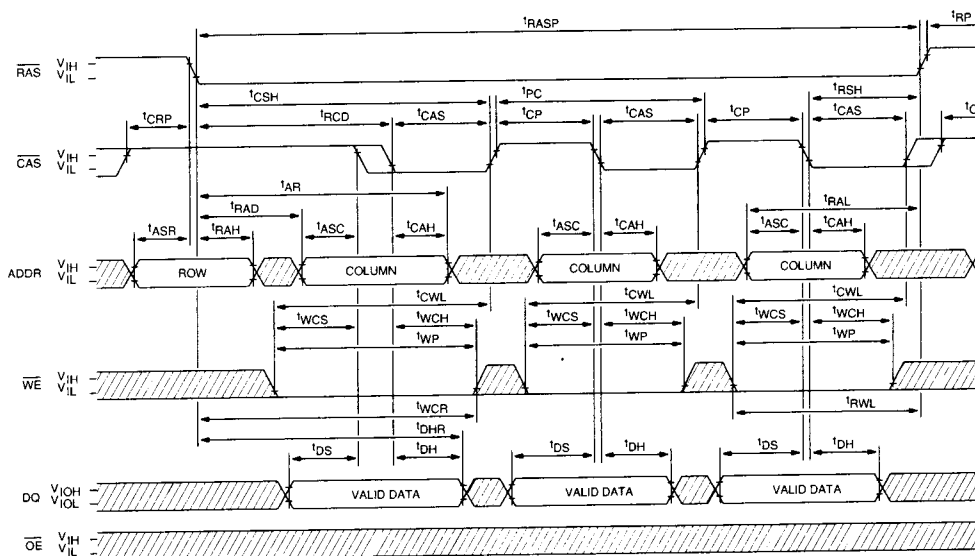 tRASP tRP
RAS VIH VIL
tCSH tPC tRSH
tCRP tRCD tCAS tCP tCAS tCP tCAS tC
CAS VIH VIL
tAR
tRAD tRAL
tASR tRAH tASC tCAH tASC tCAH tASC tCAH
ADDR VIH VIL ROW COLUMN COLUMN COLUMN
tCWL tCWL tCWL
tWCS tWCH tWCS tWCH tWCS tWCH
tWP tWP tWP
WE VIH VIL
tWCR tRWL
tDHR
tDS tDH tDS tDH tDS tDH
DQ VIOH VIOL VALID DATA VALID DATA VALID DATA
OE VIH VIL